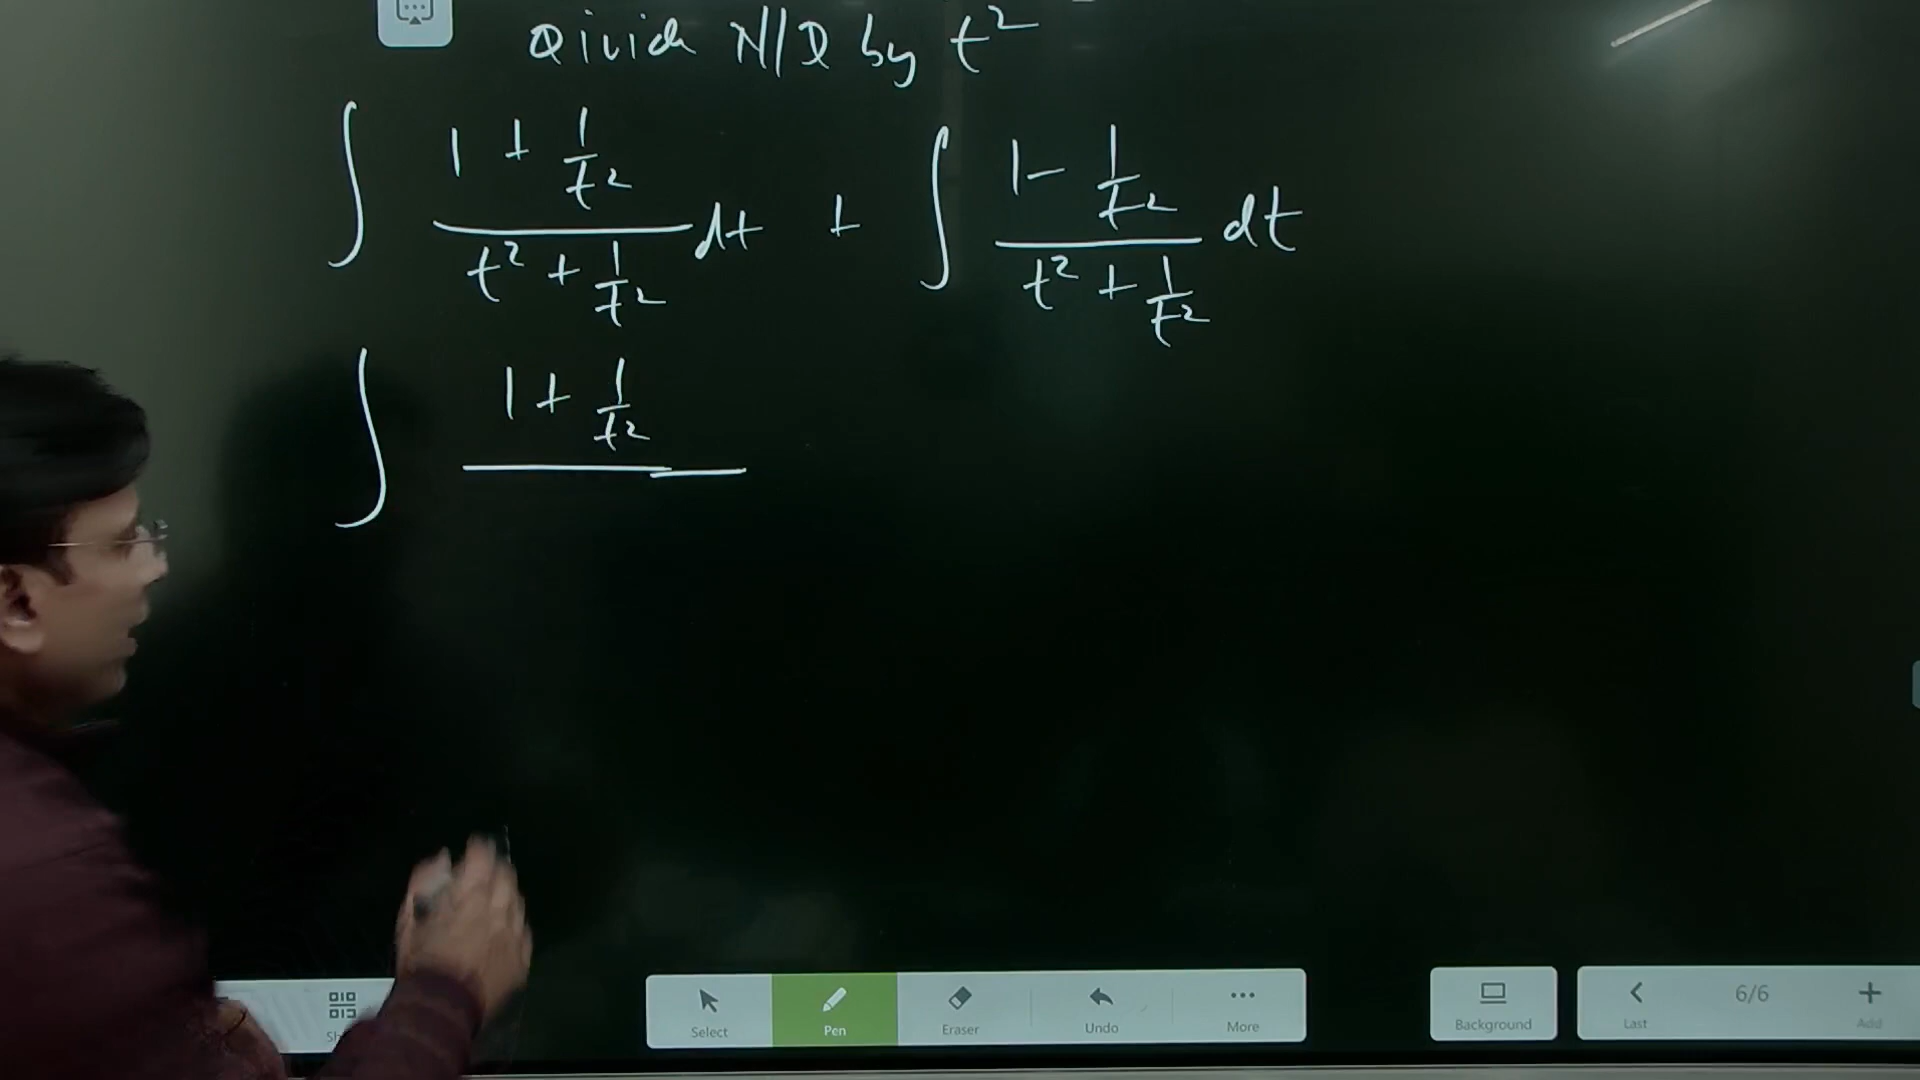 Divide N/D by t²
∫ (1 + 1/t²)/(t² + 1/t²) dt + ∫ (1 - 1/t²)/(t² + 1/t²) dt
∫ (1 + 1/t²)/
Select Pen Eraser Undo More Background Last 6/6 Add